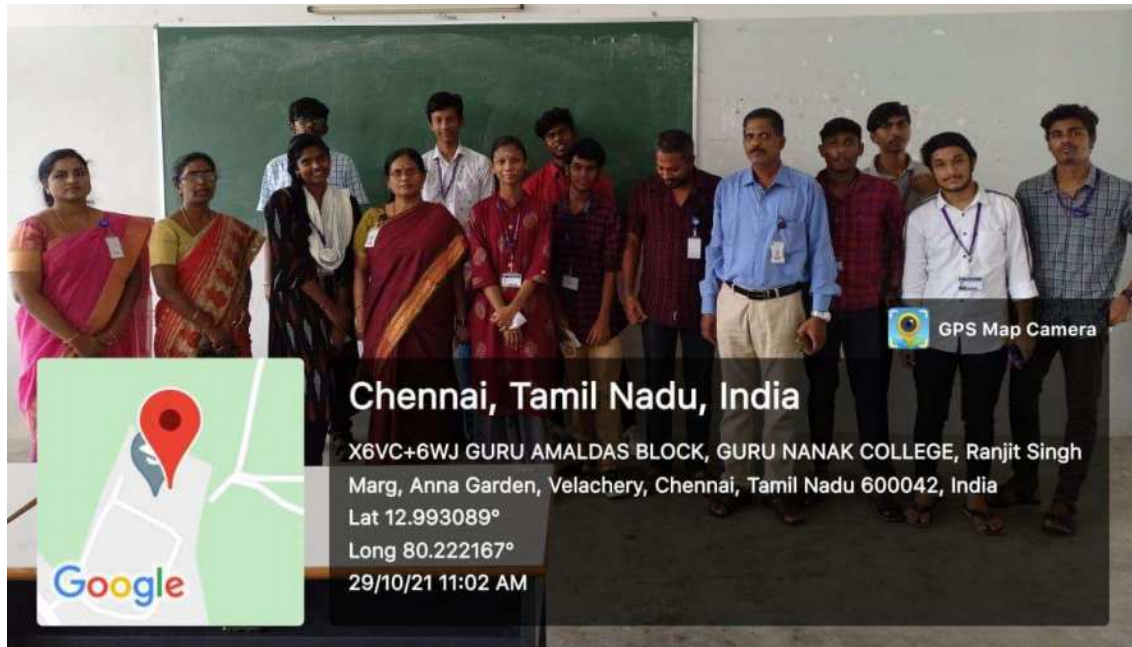 GPS Map Camera
Chennai, Tamil Nadu, India
X6VC+6WJ GURU AMALDAS BLOCK, GURU NANAK COLLEGE, Ranjit Singh
Marg, Anna Garden, Velachery, Chennai, Tamil Nadu 600042, India
Lat 12.993089°
Long 80.222167°
29/10/21 11:02 AM
Google